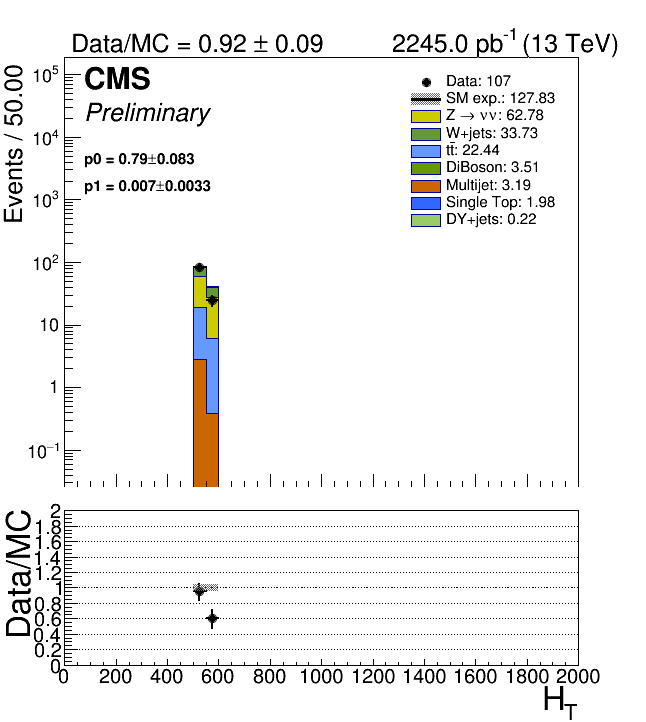 Data/MC = 0.92 ± 0.09 2245.0 pb⁻¹ (13 TeV)
CMS
Preliminary
p0 = 0.79±0.083
p1 = 0.007±0.0033
Data: 107
SM exp.: 127.83
Z → νν: 62.78
W+jets: 33.73
tt̄: 22.44
DiBoson: 3.51
Multijet: 3.19
Single Top: 1.98
DY+jets: 0.22
Events / 50.00
10⁵
10⁴
10³
10²
10
1
10⁻¹
Data/MC
2
1.8
1.6
1.4
1.2
1
0.8
0.6
0.4
0.2
0
0 200 400 600 800 1000 1200 1400 1600 1800 2000
H_T